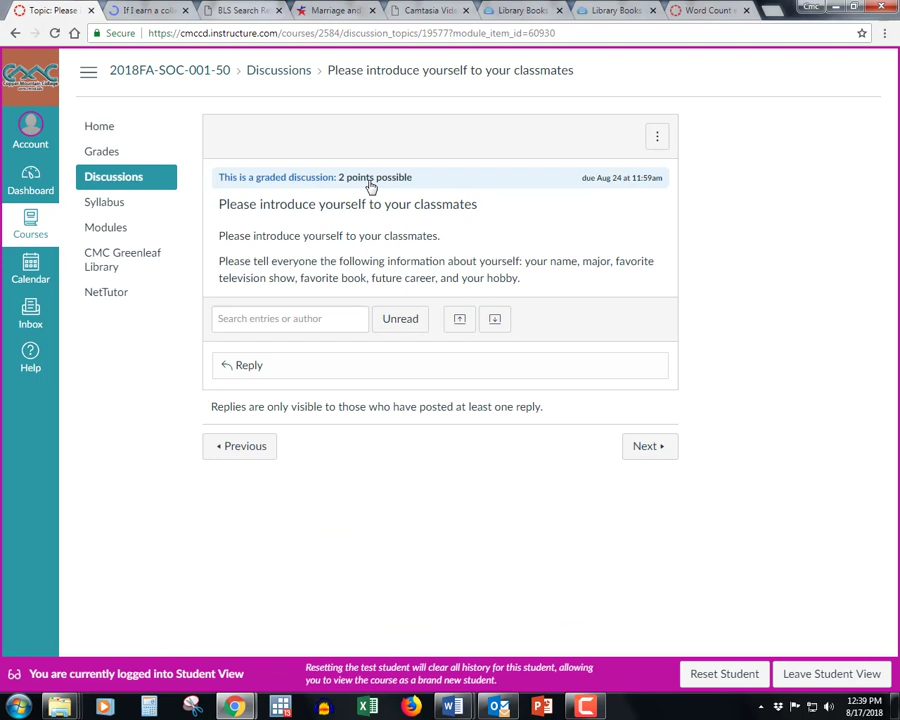 Topic: Please
If I earn a coll
BLS Search Re
Marriage and
Camtasia Vide
Library Books
Library Books
Word Count e
Cmc
Secure
https://cmccd.instructure.com/courses/2584/discussion_topics/19577?module_item_id=60930
CMC
Copper Mountain College
2018FA-SOC-001-50 › Discussions › Please introduce yourself to your classmates
Account
Dashboard
Courses
Calendar
Inbox
Help
Home
Grades
Discussions
Syllabus
Modules
CMC Greenleaf
Library
NetTutor
This is a graded discussion: 2 points possible
due Aug 24 at 11:59am
Please introduce yourself to your classmates
Please introduce yourself to your classmates.
Please tell everyone the following information about yourself: your name, major, favorite
television show, favorite book, future career, and your hobby.
Search entries or author
Unread
Reply
Replies are only visible to those who have posted at least one reply.
Previous
Next
You are currently logged into Student View
Resetting the test student will clear all history for this student, allowing
you to view the course as a brand new student.
Reset Student
Leave Student View
12:39 PM
8/17/2018